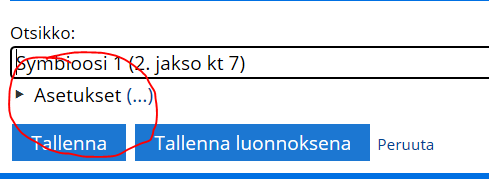 Otsikko:
Symbioosi 1 (2. jakso kt 7)
Asetukset (...)
Tallenna Tallenna luonnoksena Peruuta